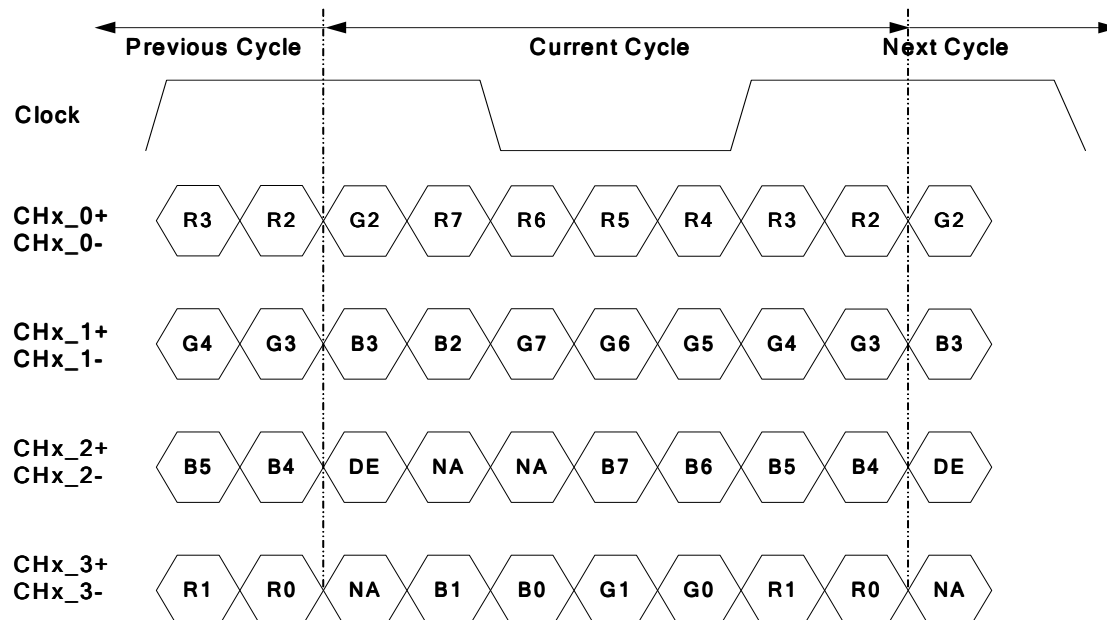 Previous Cycle Current Cycle Next Cycle
Clock
CHx_0+
CHx_0-
R3 R2 G2 R7 R6 R5 R4 R3 R2 G2
CHx_1+
CHx_1-
G4 G3 B3 B2 G7 G6 G5 G4 G3 B3
CHx_2+
CHx_2-
B5 B4 DE NA NA B7 B6 B5 B4 DE
CHx_3+
CHx_3-
R1 R0 NA B1 B0 G1 G0 R1 R0 NA